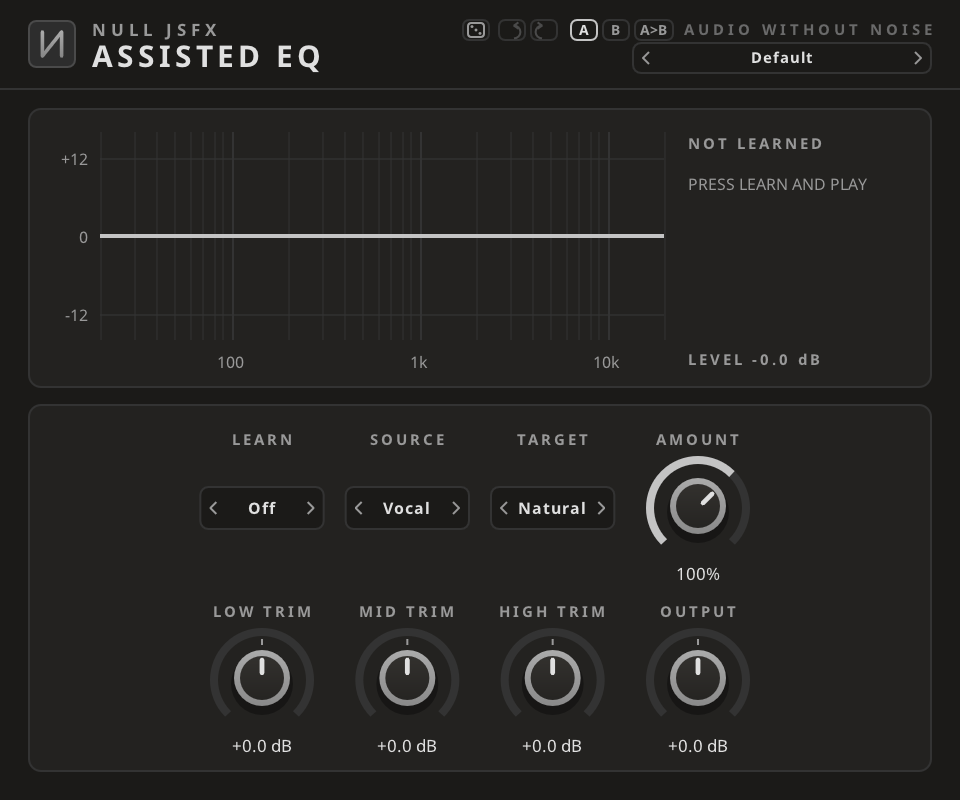 NULL JSFX
ASSISTED EQ
A B A>B AUDIO WITHOUT NOISE
Default
+12
0
-12
100 1k 10k
NOT LEARNED
PRESS LEARN AND PLAY
LEVEL -0.0 dB
LEARN SOURCE TARGET AMOUNT
Off Vocal Natural
100%
LOW TRIM MID TRIM HIGH TRIM OUTPUT
+0.0 dB +0.0 dB +0.0 dB +0.0 dB